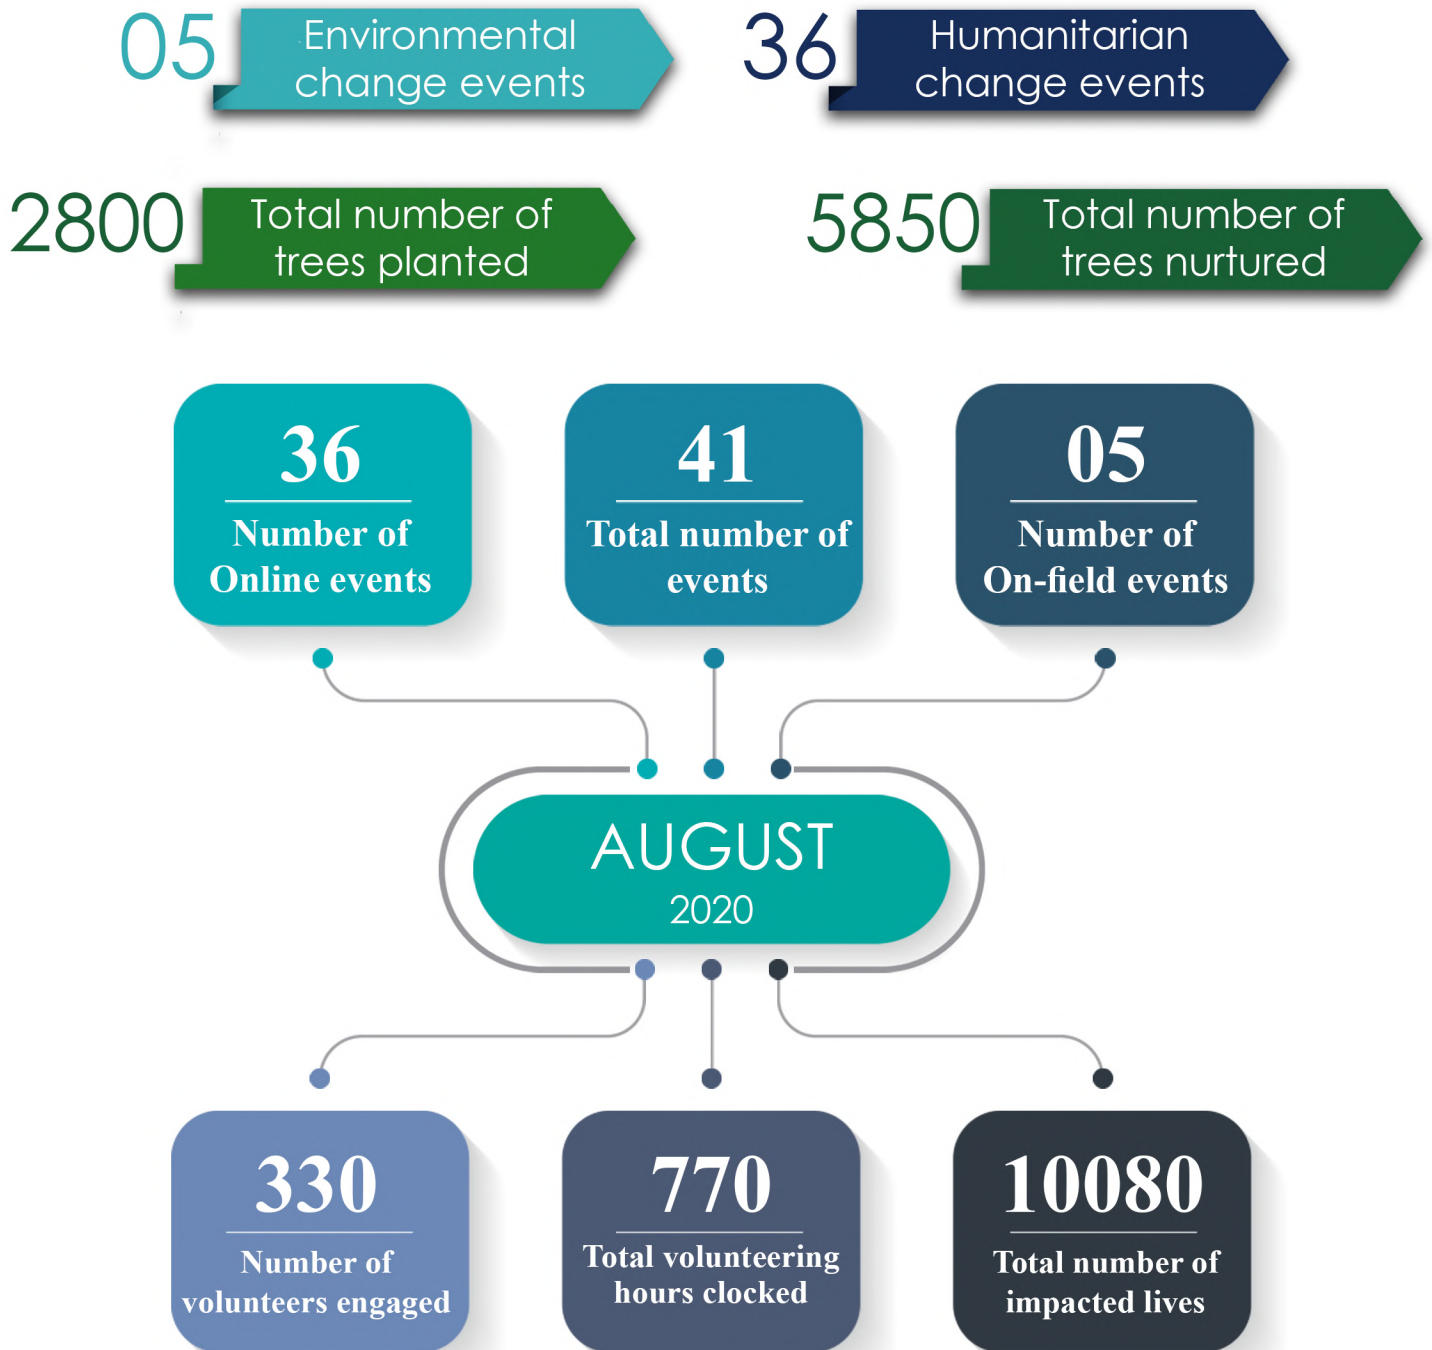 05
Environmental
change events
36
Humanitarian
change events
2800
Total number of
trees planted
5850
Total number of
trees nurtured
36
Number of
Online events
41
Total number of
events
05
Number of
On-field events
AUGUST
2020
330
Number of
volunteers engaged
770
Total volunteering
hours clocked
10080
Total number of
impacted lives